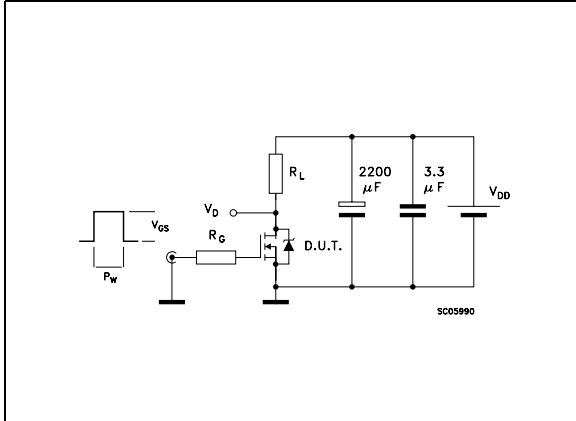 R_L
2200
μF
3.3
μF
V_DD
V_D
V_GS
R_G
D.U.T.
P_W
SC05990